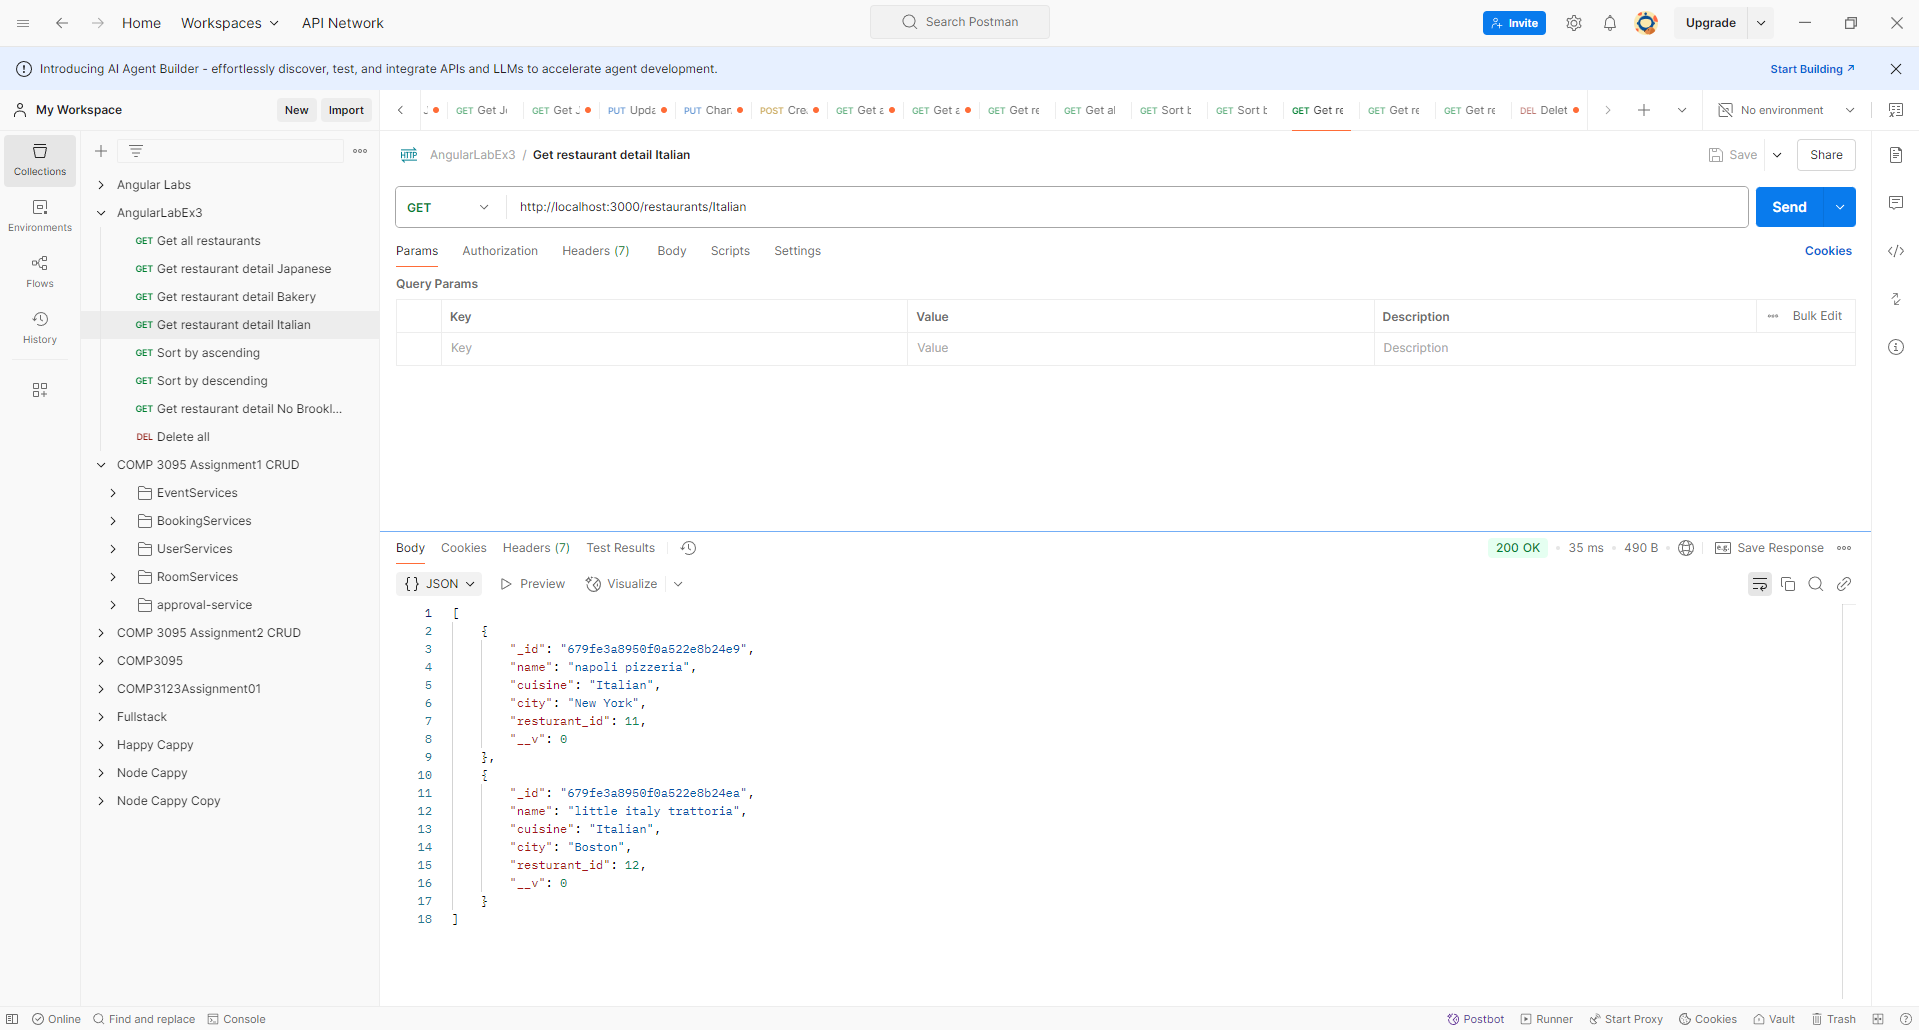 Home Workspaces API Network Search Postman Invite Upgrade
Introducing AI Agent Builder - effortlessly discover, test, and integrate APIs and LLMs to accelerate agent development. Start Building
My Workspace New Import
GET Get Je GET Get J PUT Upda PUT Chan POST Cre GET Get a GET Get a GET Get re GET Get al GET Sort b GET Sort b GET Get re GET Get re GET Get re DEL Delet No environment
Collections
Environments
Flows
History
Angular Labs
AngularLabEx3
GET Get all restaurants
GET Get restaurant detail Japanese
GET Get restaurant detail Bakery
GET Get restaurant detail Italian
GET Sort by ascending
GET Sort by descending
GET Get restaurant detail No Brookl...
DEL Delete all
COMP 3095 Assignment1 CRUD
EventServices
BookingServices
UserServices
RoomServices
approval-service
COMP 3095 Assignment2 CRUD
COMP3095
COMP3123Assignment01
Fullstack
Happy Cappy
Node Cappy
Node Cappy Copy
HTTP AngularLabEx3 / Get restaurant detail Italian Save Share
GET http://localhost:3000/restaurants/Italian Send
Params Authorization Headers (7) Body Scripts Settings Cookies
Query Params
Key Value Description Bulk Edit
Key Value Description
Body Cookies Headers (7) Test Results 200 OK 35 ms 490 B e.g. Save Response
{} JSON Preview Visualize
1 [
2 {
3 "_id": "679fe3a8950f0a522e8b24e9",
4 "name": "napoli pizzeria",
5 "cuisine": "Italian",
6 "city": "New York",
7 "resturant_id": 11,
8 "__v": 0
9 },
10 {
11 "_id": "679fe3a8950f0a522e8b24ea",
12 "name": "little italy trattoria",
13 "cuisine": "Italian",
14 "city": "Boston",
15 "resturant_id": 12,
16 "__v": 0
17 }
18 ]
Online Find and replace Console Postbot Runner Start Proxy Cookies Vault Trash